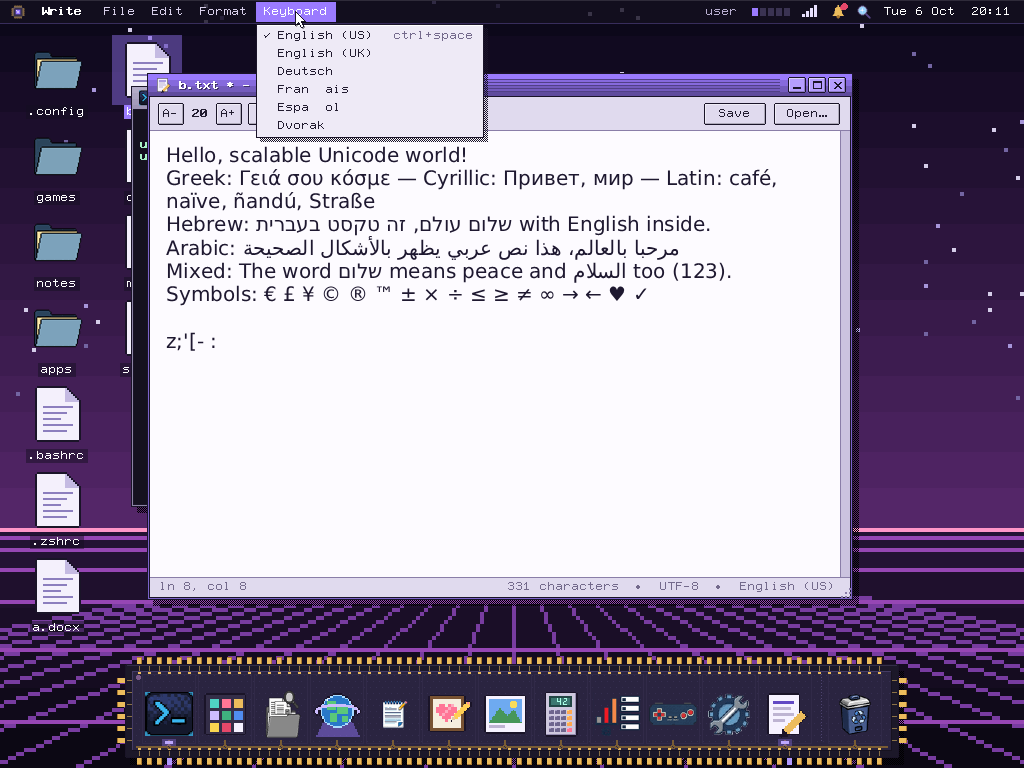 Write File Edit Format Keyboard user Tue 6 Oct 20:11
✓ English (US) ctrl+space
English (UK)
Deutsch
Fran  ais
Espa  ol
Dvorak
b.txt * –
A- 20 A+ Save Open…
Hello, scalable Unicode world!
Greek: Γειά σου κόσμε — Cyrillic: Привет, мир — Latin: café,
naïve, ñandú, Straße
Hebrew: שלום עולם, זה טקסט בעברית with English inside.
Arabic: مرحبا بالعالم، هذا نص عربي يظهر بالأشكال الصحيحة
Mixed: The word שלום means peace and السلام too (123).
Symbols: € £ ¥ © ® ™ ± × ÷ ≤ ≥ ≠ ∞ → ← ♥ ✓
z;'[- :
ln 8, col 8 331 characters • UTF-8 • English (US)
.config
games
notes
apps
.bashrc
.zshrc
a.docx
42